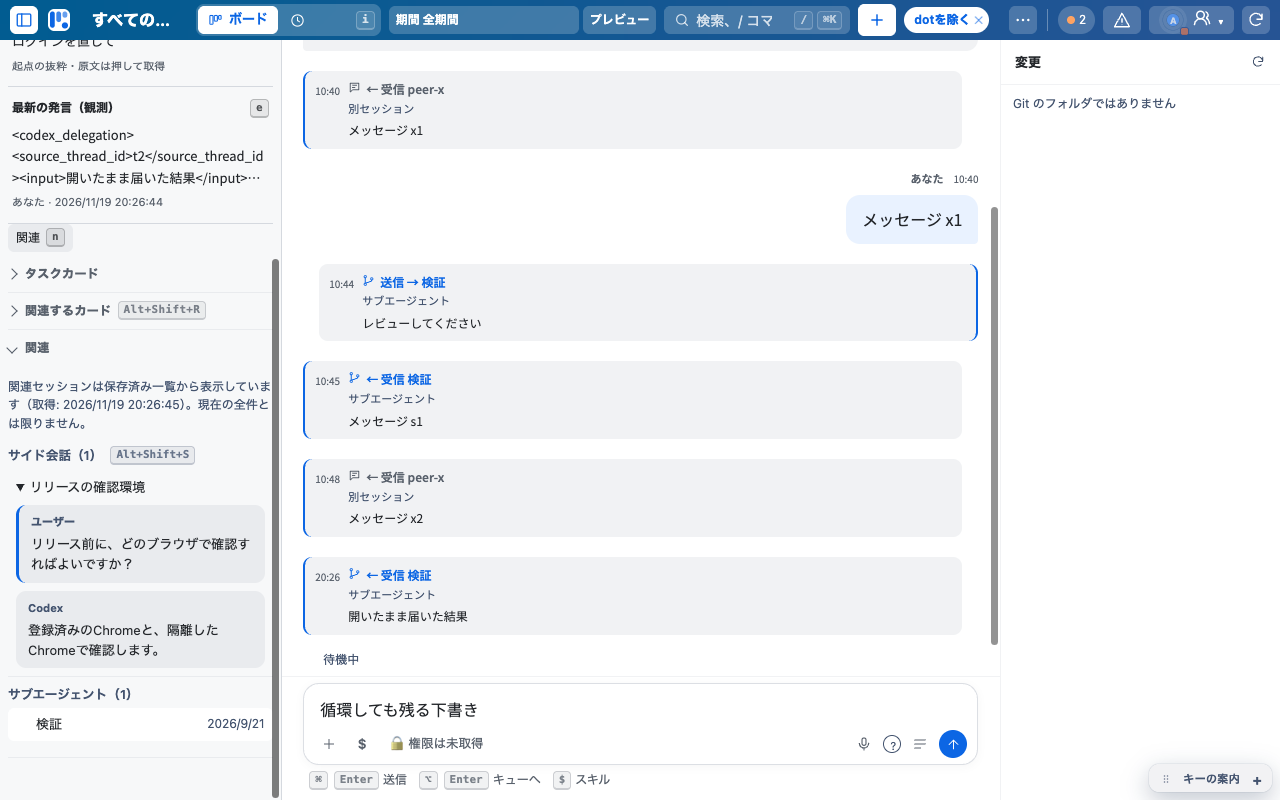 すべての...
ボード
i
期間 全期間
プレビュー
検索、/ コマ
/
⌘K
+
dotを除く ×
...
2
A
ログインを直して
起点の抜粋・原文は押して取得
最新の発言（観測）
e
<codex_delegation>
<source_thread_id>t2</source_thread_id
><input>開いたまま届いた結果</input>…
あなた · 2026/11/19 20:26:44
関連 n
タスクカード
関連するカード Alt+Shift+R
関連
関連セッションは保存済み一覧から表示していま
す（取得: 2026/11/19 20:26:45）。現在の全件と
は限りません。
サイド会話（1） Alt+Shift+S
▼ リリースの確認環境
ユーザー
リリース前に、どのブラウザで確認す
ればよいですか？
Codex
登録済みのChromeと、隔離した
Chromeで確認します。
サブエージェント（1）
検証 2026/9/21
10:40 ← 受信 peer-x
別セッション
メッセージ x1
あなた 10:40
メッセージ x1
10:44 送信 → 検証
サブエージェント
レビューしてください
10:45 ← 受信 検証
サブエージェント
メッセージ s1
10:48 ← 受信 peer-x
別セッション
メッセージ x2
20:26 ← 受信 検証
サブエージェント
開いたまま届いた結果
待機中
循環しても残る下書き
+ $ 権限は未取得
?
⌘ Enter 送信 ⌥ Enter キューへ $ スキル
変更
Git のフォルダではありません
キーの案内 +